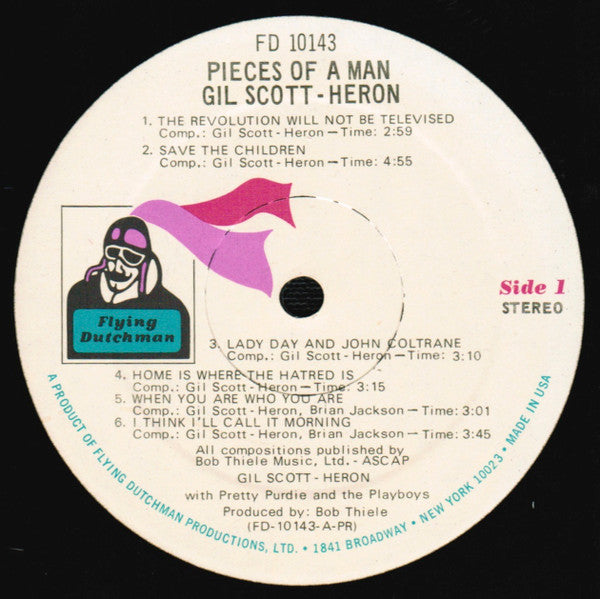 FD 10143
PIECES OF A MAN
GIL SCOTT-HERON
1. THE REVOLUTION WILL NOT BE TELEVISED
Comp.: Gil Scott-Heron—Time: 2:59
2. SAVE THE CHILDREN
Comp.: Gil Scott-Heron—Time: 4:55
Flying
Dutchman
Side 1
STEREO
3. LADY DAY AND JOHN COLTRANE
Comp.: Gil Scott-Heron—Time: 3:10
4. HOME IS WHERE THE HATRED IS
Comp.: Gil Scott-Heron—Time: 3:15
5. WHEN YOU ARE WHO YOU ARE
Comp.: Gil Scott-Heron, Brian Jackson—Time: 3:01
6. I THINK I'LL CALL IT MORNING
Comp.: Gil Scott-Heron, Brian Jackson—Time: 3:45
All compositions published by
Bob Thiele Music, Ltd.-ASCAP
GIL SCOTT-HERON
with Pretty Purdie and the Playboys
Produced by: Bob Thiele
(FD-10143-A-PR)
A PRODUCT OF FLYING DUTCHMAN PRODUCTIONS, LTD. • 1841 BROADWAY • NEW YORK 10023 • MADE IN USA